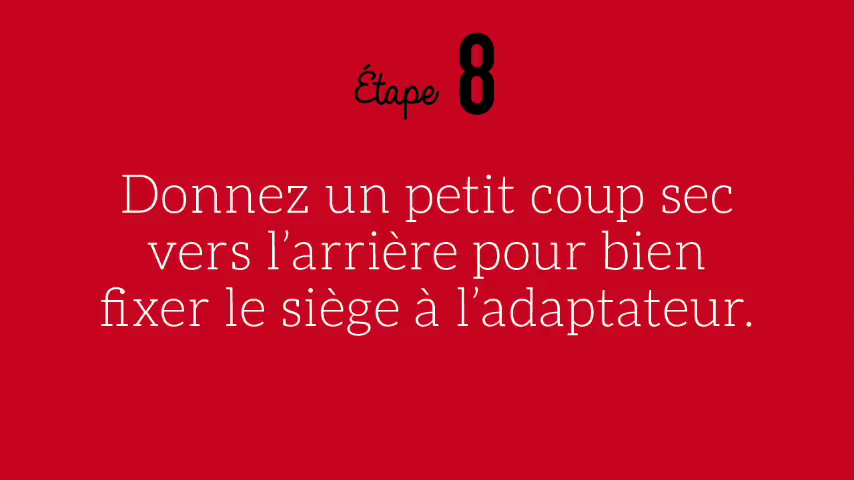 Étape 8
Donnez un petit coup sec
vers l’arrière pour bien
fixer le siège à l’adaptateur.